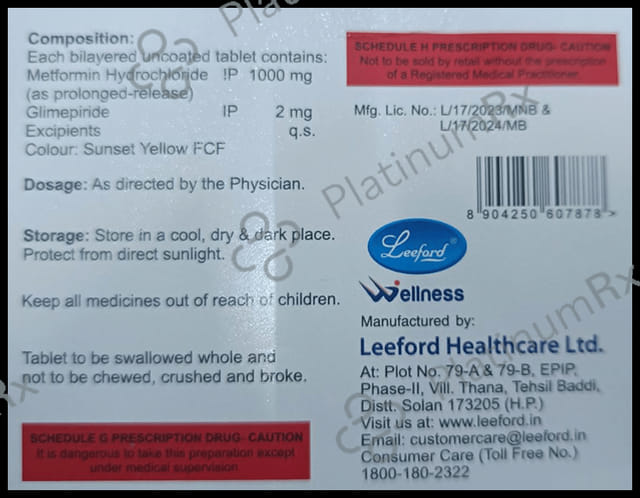 Composition:
Each bilayered uncoated tablet contains:
Metformin Hydrochloride IP 1000 mg
(as prolonged-release)
Glimepiride IP 2 mg
Excipients q.s.
Colour: Sunset Yellow FCF
Dosage: As directed by the Physician.
Storage: Store in a cool, dry & dark place.
Protect from direct sunlight.
Keep all medicines out of reach of children.
Tablet to be swallowed whole and
not to be chewed, crushed and broke.
SCHEDULE G PRESCRIPTION DRUG- CAUTION
It is dangerous to take this preparation except
under medical supervision
SCHEDULE H PRESCRIPTION DRUG- CAUTION
Not to be sold by retail without the prescription
of a Registered Medical Practitioner.
Mfg. Lic. No.: L/17/2023/MNB &
L/17/2024/MB
8 904250 607878 >
Leeford®
Wellness
Manufactured by:
Leeford Healthcare Ltd.
At: Plot No. 79-A & 79-B, EPIP,
Phase-II, Vill. Thana, Tehsil Baddi,
Distt. Solan 173205 (H.P.)
Visit us at: www.leeford.in
Email: customercare@leeford.in
Consumer Care (Toll Free No.)
1800-180-2322
PlatinumRx
PlatinumRx